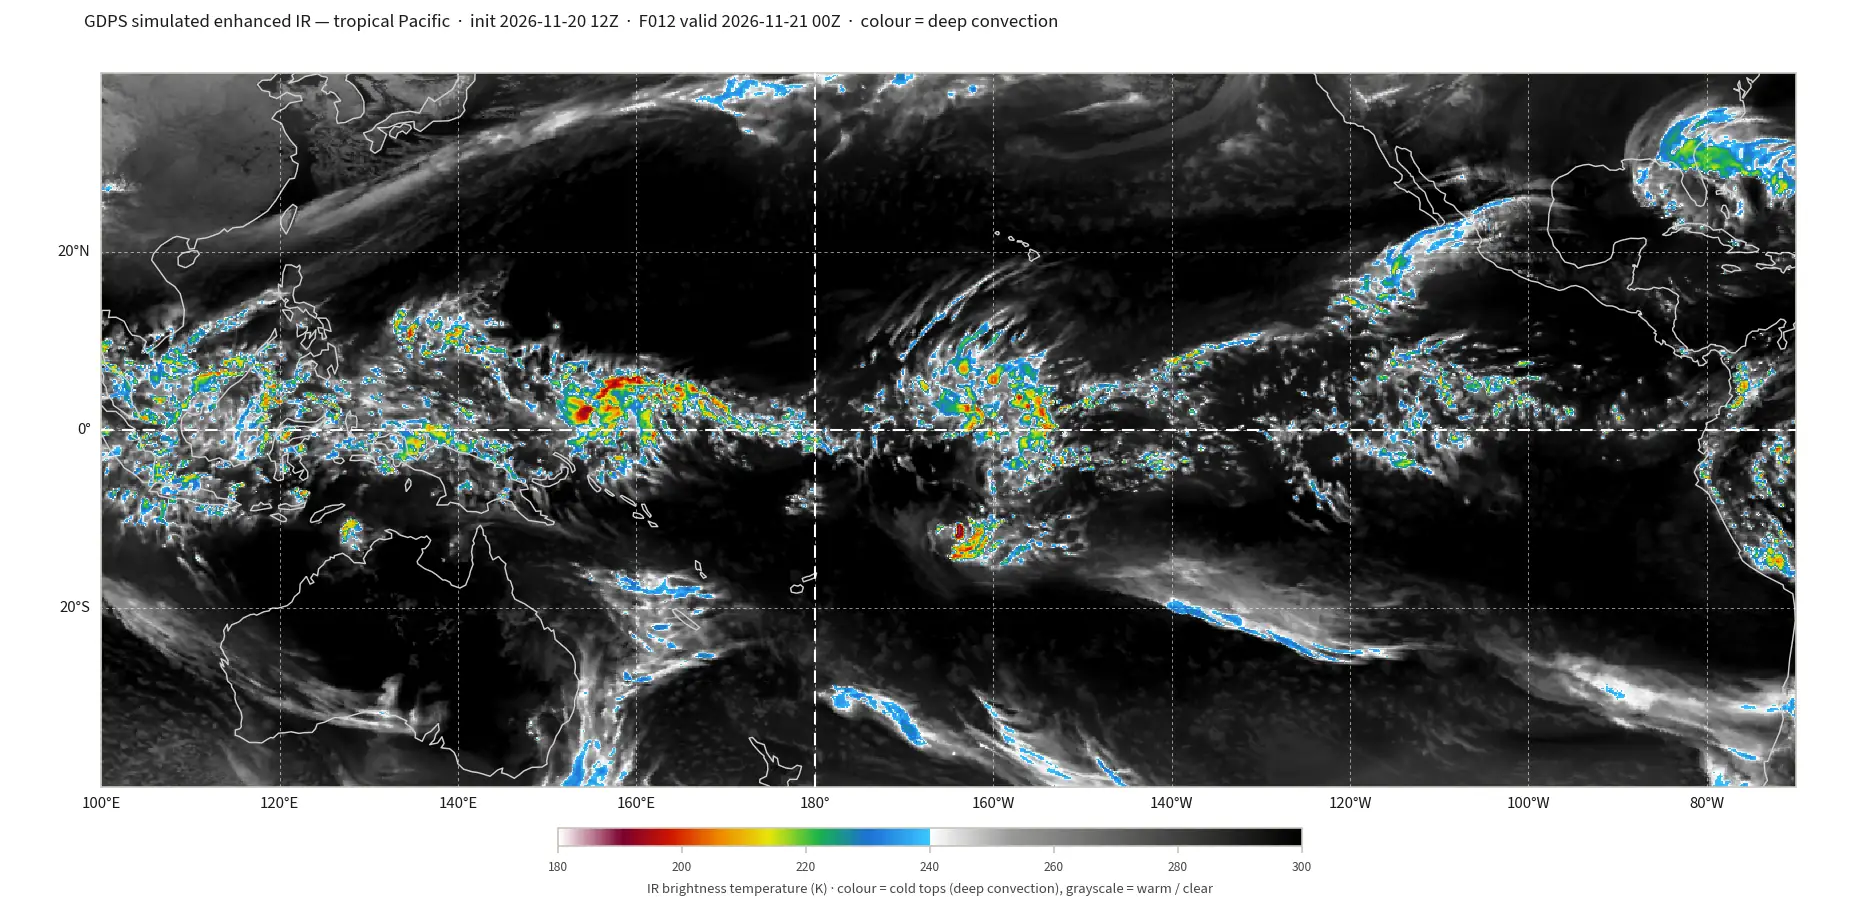 GDPS simulated enhanced IR — tropical Pacific · init 2026-11-20 12Z · F012 valid 2026-11-21 00Z · colour = deep convection
20°N
0°
20°S
100°E 120°E 140°E 160°E 180° 160°W 140°W 120°W 100°W 80°W
180 200 220 240 260 280 300
IR brightness temperature (K) · colour = cold tops (deep convection), grayscale = warm / clear